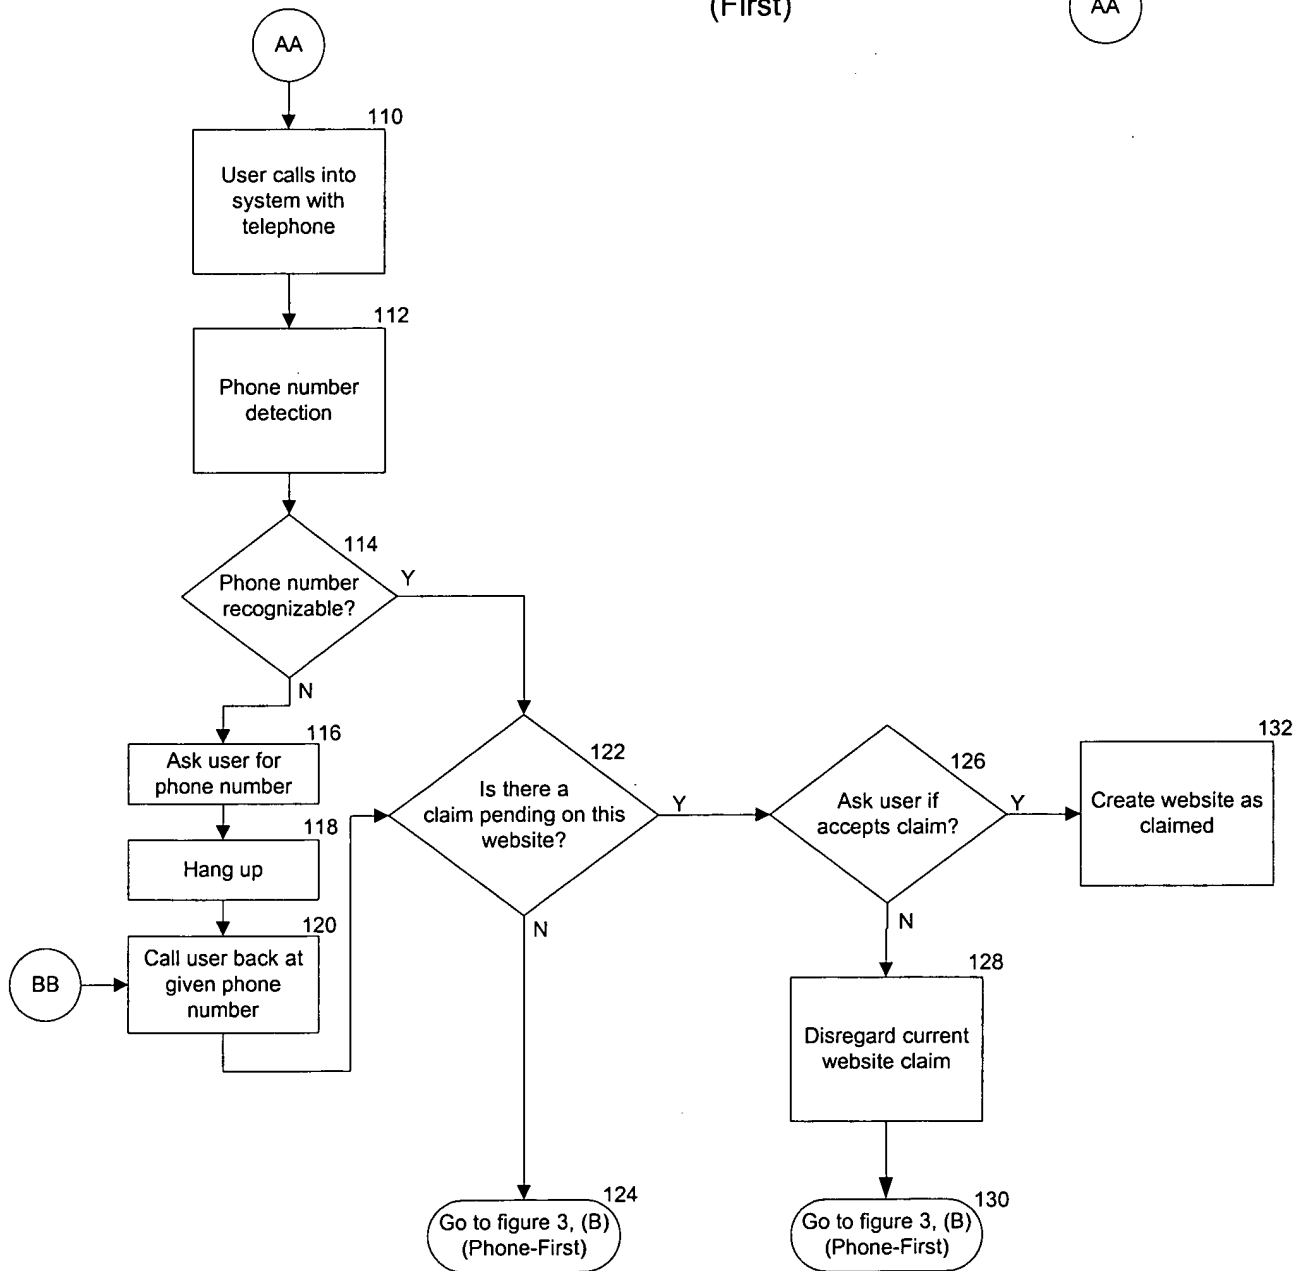 (First)
AA
AA
110
User calls into
system with
telephone
112
Phone number
detection
114
Phone number
recognizable?
Y
N
116
Ask user for
phone number
118
Hang up
120
Call user back at
given phone
number
BB
122
Is there a
claim pending on this
website?
Y
N
126
Ask user if
accepts claim?
Y
N
132
Create website as
claimed
128
Disregard current
website claim
124
Go to figure 3, (B)
(Phone-First)
130
Go to figure 3, (B)
(Phone-First)